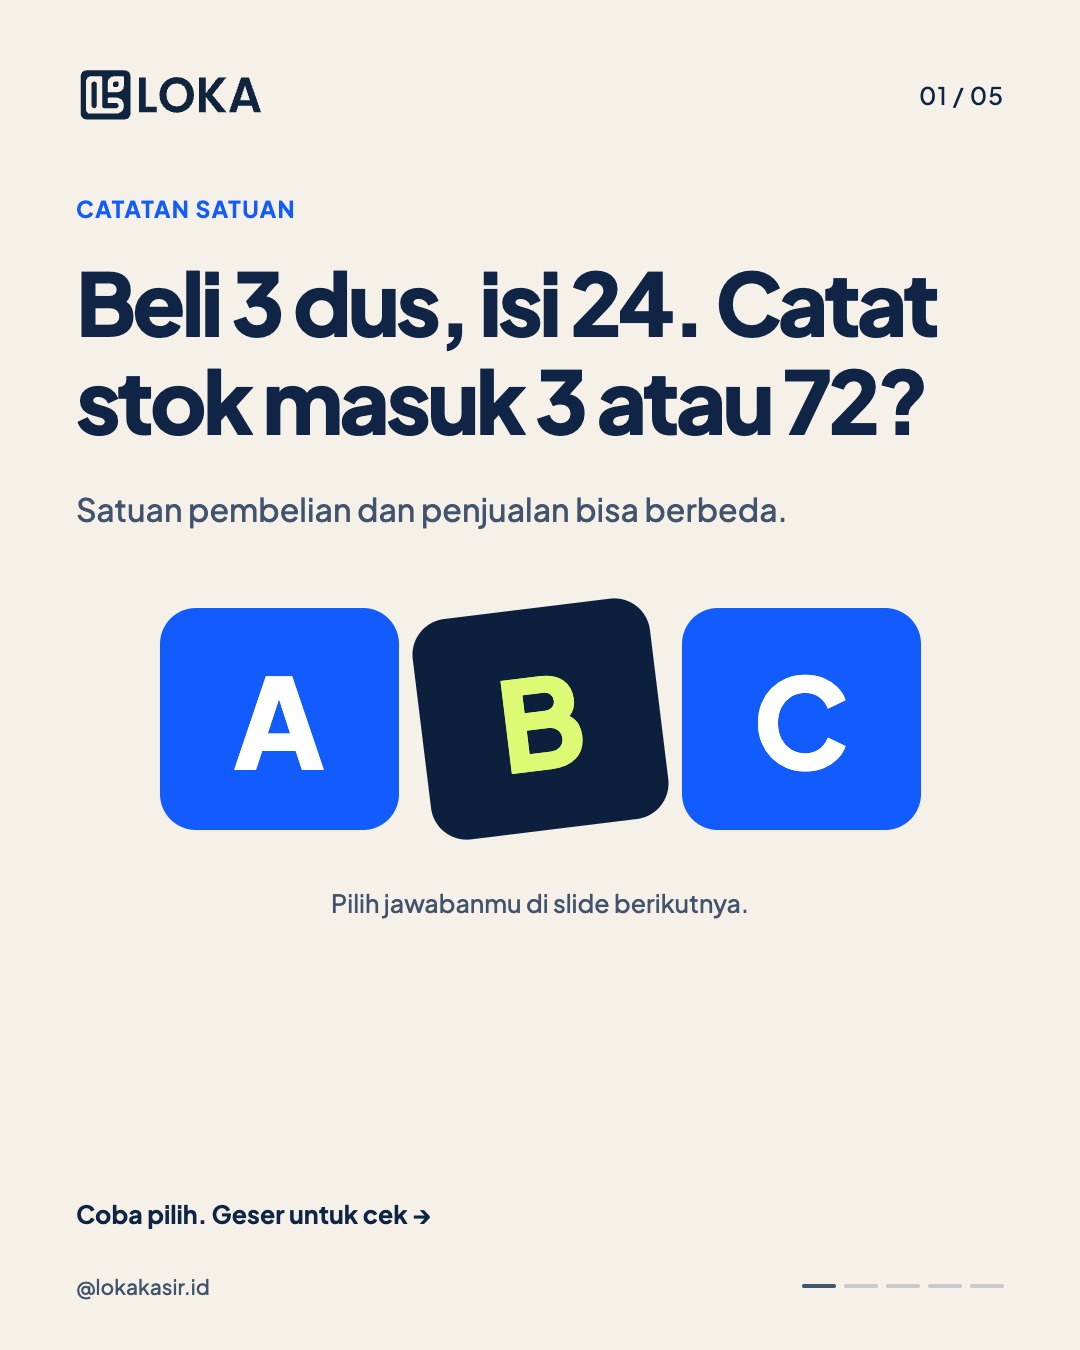 LOKA
01 / 05
CATATAN SATUAN
Beli 3 dus, isi 24. Catat
stok masuk 3 atau 72?
Satuan pembelian dan penjualan bisa berbeda.
A B C
Pilih jawabanmu di slide berikutnya.
Coba pilih. Geser untuk cek →
@lokakasir.id